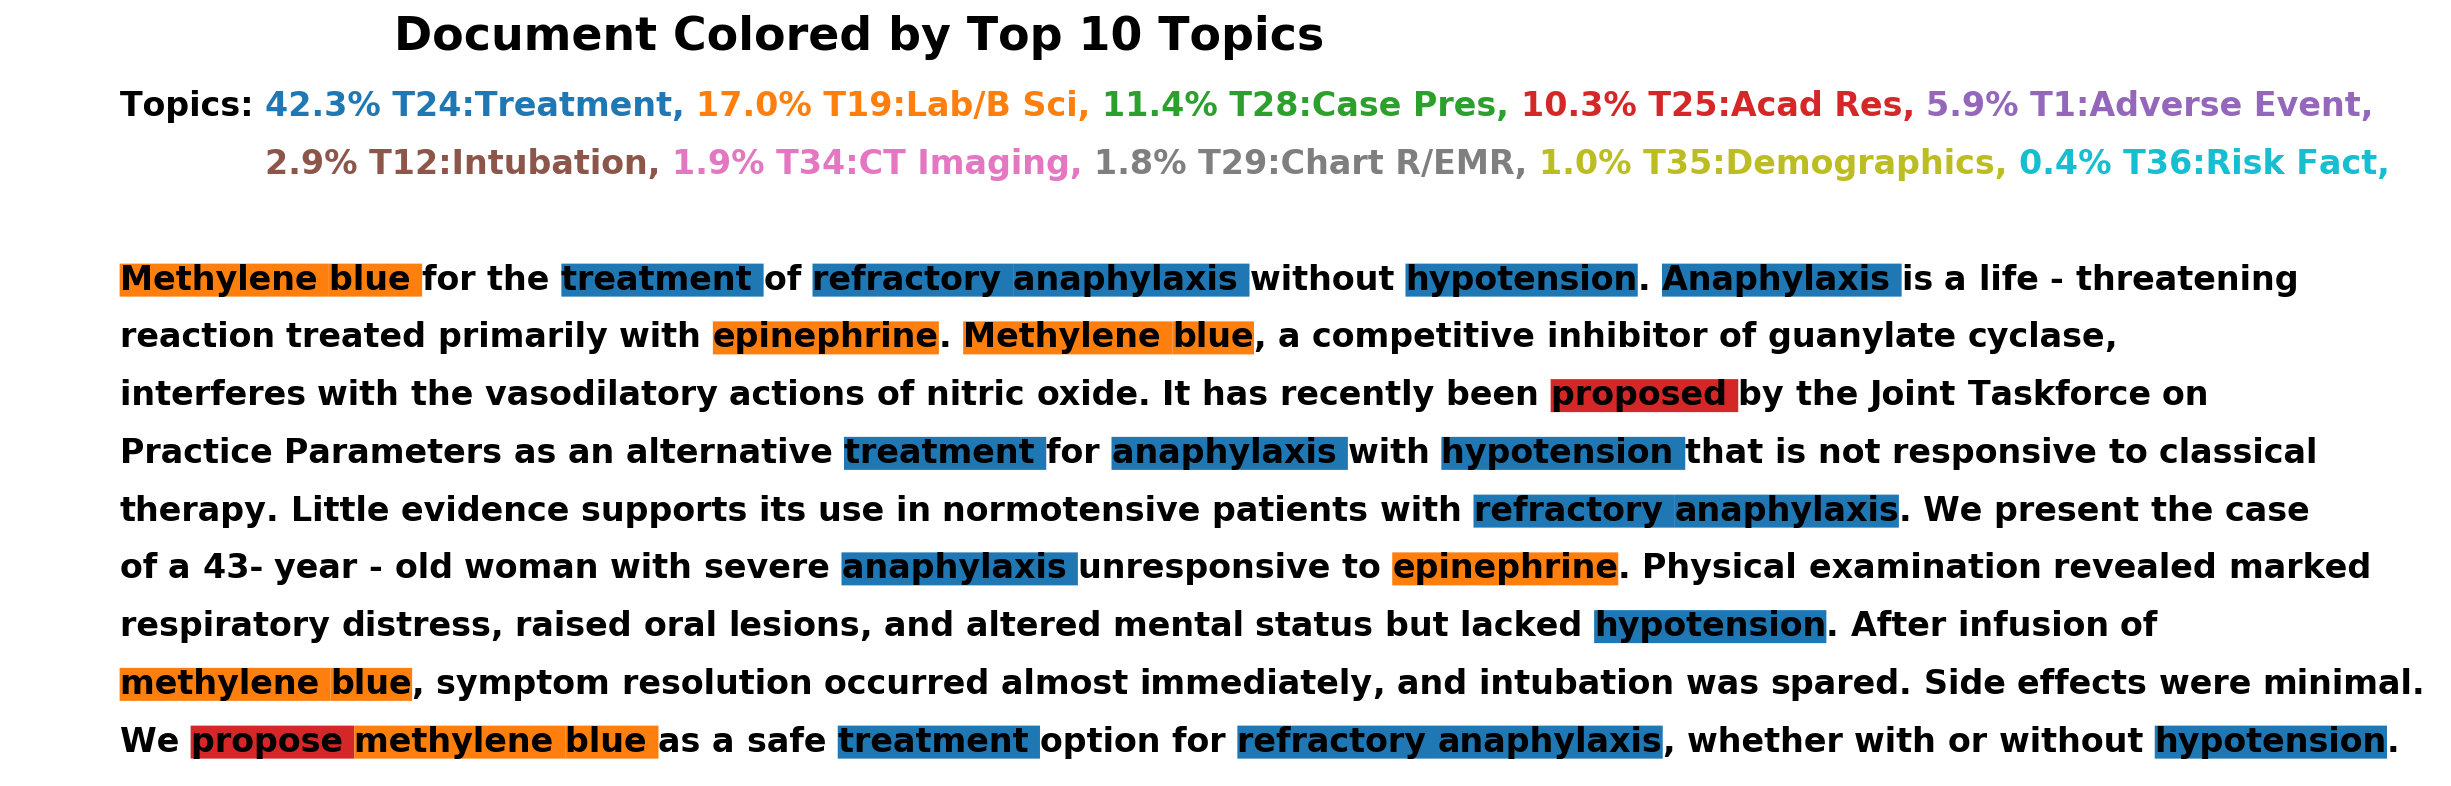 Document Colored by Top 10 Topics
Topics: 42.3% T24:Treatment, 17.0% T19:Lab/B Sci, 11.4% T28:Case Pres, 10.3% T25:Acad Res, 5.9% T1:Adverse Event,
2.9% T12:Intubation, 1.9% T34:CT Imaging, 1.8% T29:Chart R/EMR, 1.0% T35:Demographics, 0.4% T36:Risk Fact,
Methylene blue for the treatment of refractory anaphylaxis without hypotension. Anaphylaxis is a life - threatening
reaction treated primarily with epinephrine. Methylene blue, a competitive inhibitor of guanylate cyclase,
interferes with the vasodilatory actions of nitric oxide. It has recently been proposed by the Joint Taskforce on
Practice Parameters as an alternative treatment for anaphylaxis with hypotension that is not responsive to classical
therapy. Little evidence supports its use in normotensive patients with refractory anaphylaxis. We present the case
of a 43- year - old woman with severe anaphylaxis unresponsive to epinephrine. Physical examination revealed marked
respiratory distress, raised oral lesions, and altered mental status but lacked hypotension. After infusion of
methylene blue, symptom resolution occurred almost immediately, and intubation was spared. Side effects were minimal.
We propose methylene blue as a safe treatment option for refractory anaphylaxis, whether with or without hypotension.